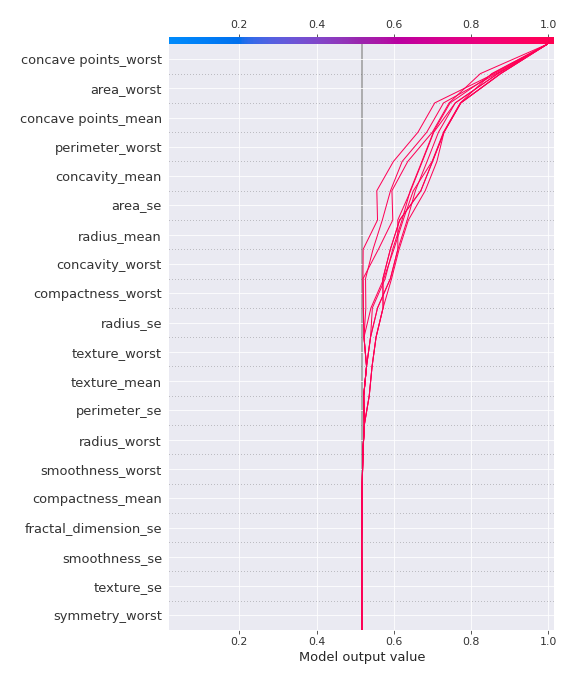 0.2 0.4 0.6 0.8 1.0
concave points_worst
area_worst
concave points_mean
perimeter_worst
concavity_mean
area_se
radius_mean
concavity_worst
compactness_worst
radius_se
texture_worst
texture_mean
perimeter_se
radius_worst
smoothness_worst
compactness_mean
fractal_dimension_se
smoothness_se
texture_se
symmetry_worst
0.2 0.4 0.6 0.8 1.0
Model output value